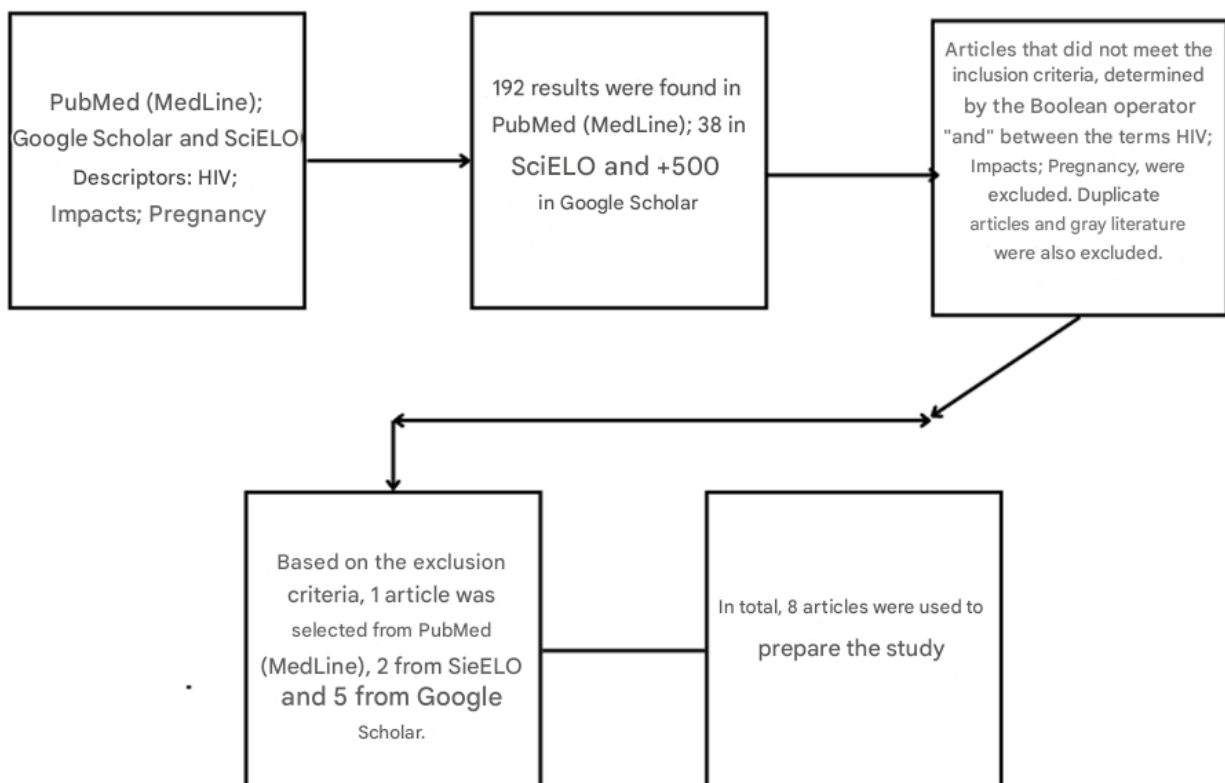 PubMed (MedLine);
Google Scholar and SciELO
Descriptors: HIV;
Impacts; Pregnancy
192 results were found in
PubMed (MedLine); 38 in
SciELO and +500
in Google Scholar
Articles that did not meet the
inclusion criteria, determined
by the Boolean operator
"and" between the terms HIV;
Impacts; Pregnancy, were
excluded. Duplicate
articles and gray literature
were also excluded.
Based on the exclusion
criteria, 1 article was
selected from PubMed
(MedLine), 2 from SieELO
and 5 from Google
Scholar.
In total, 8 articles were used to
prepare the study